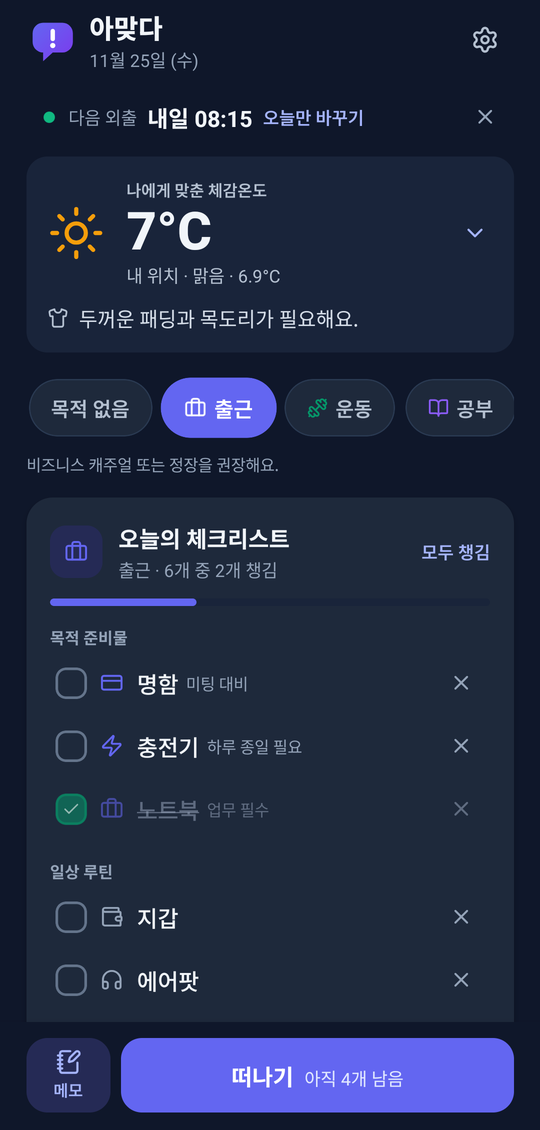 아맞다
11월 25일 (수)
다음 외출 내일 08:15 오늘만 바꾸기
나에게 맞춘 체감온도
7°C
내 위치 · 맑음 · 6.9°C
두꺼운 패딩과 목도리가 필요해요.
목적 없음 출근 운동 공부
비즈니스 캐주얼 또는 정장을 권장해요.
오늘의 체크리스트
출근 · 6개 중 2개 챙김
모두 챙김
목적 준비물
명함 미팅 대비
충전기 하루 종일 필요
노트북 업무 필수
일상 루틴
지갑
에어팟
메모
떠나기 아직 4개 남음